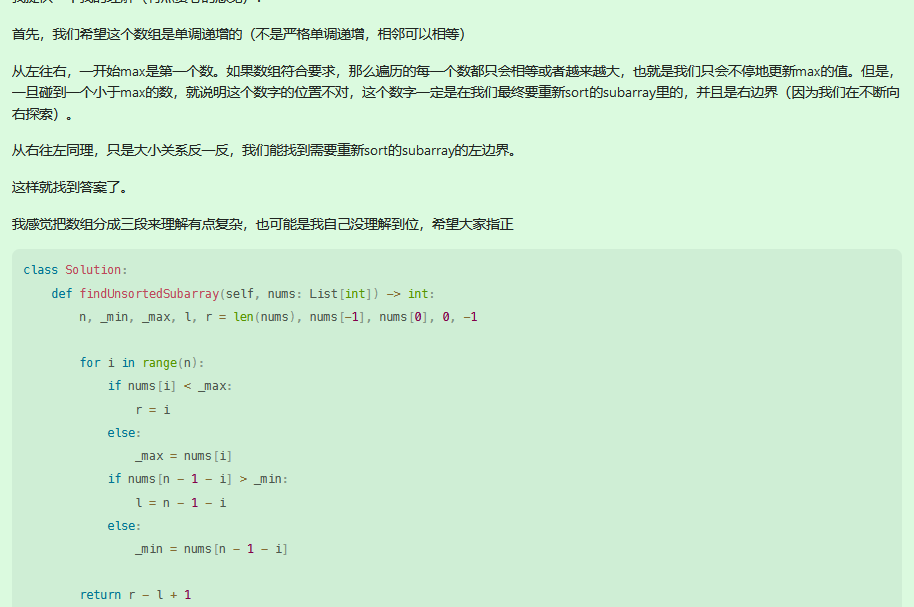 首先，我们希望这个数组是单调递增的（不是严格单调递增，相邻可以相等）
从左往右，一开始max是第一个数。如果数组符合要求，那么遍历的每一个数都只会相等或者越来越大，也就是我们只会不停地更新max的值。但是，
一旦碰到一个小于max的数，就说明这个数字的位置不对，这个数字一定是在我们最终要重新sort的subarray里的，并且是右边界（因为我们在不断向
右探索）。
从右往左同理，只是大小关系反一反，我们能找到需要重新sort的subarray的左边界。
这样就找到答案了。
我感觉把数组分成三段来理解有点复杂，也可能是我自己没理解到位，希望大家指正
class Solution:
    def findUnsortedSubarray(self, nums: List[int]) -> int:
        n, _min, _max, l, r = len(nums), nums[-1], nums[0], 0, -1
        for i in range(n):
            if nums[i] < _max:
                r = i
            else:
                _max = nums[i]
            if nums[n - 1 - i] > _min:
                l = n - 1 - i
            else:
                _min = nums[n - 1 - i]
        return r - l + 1